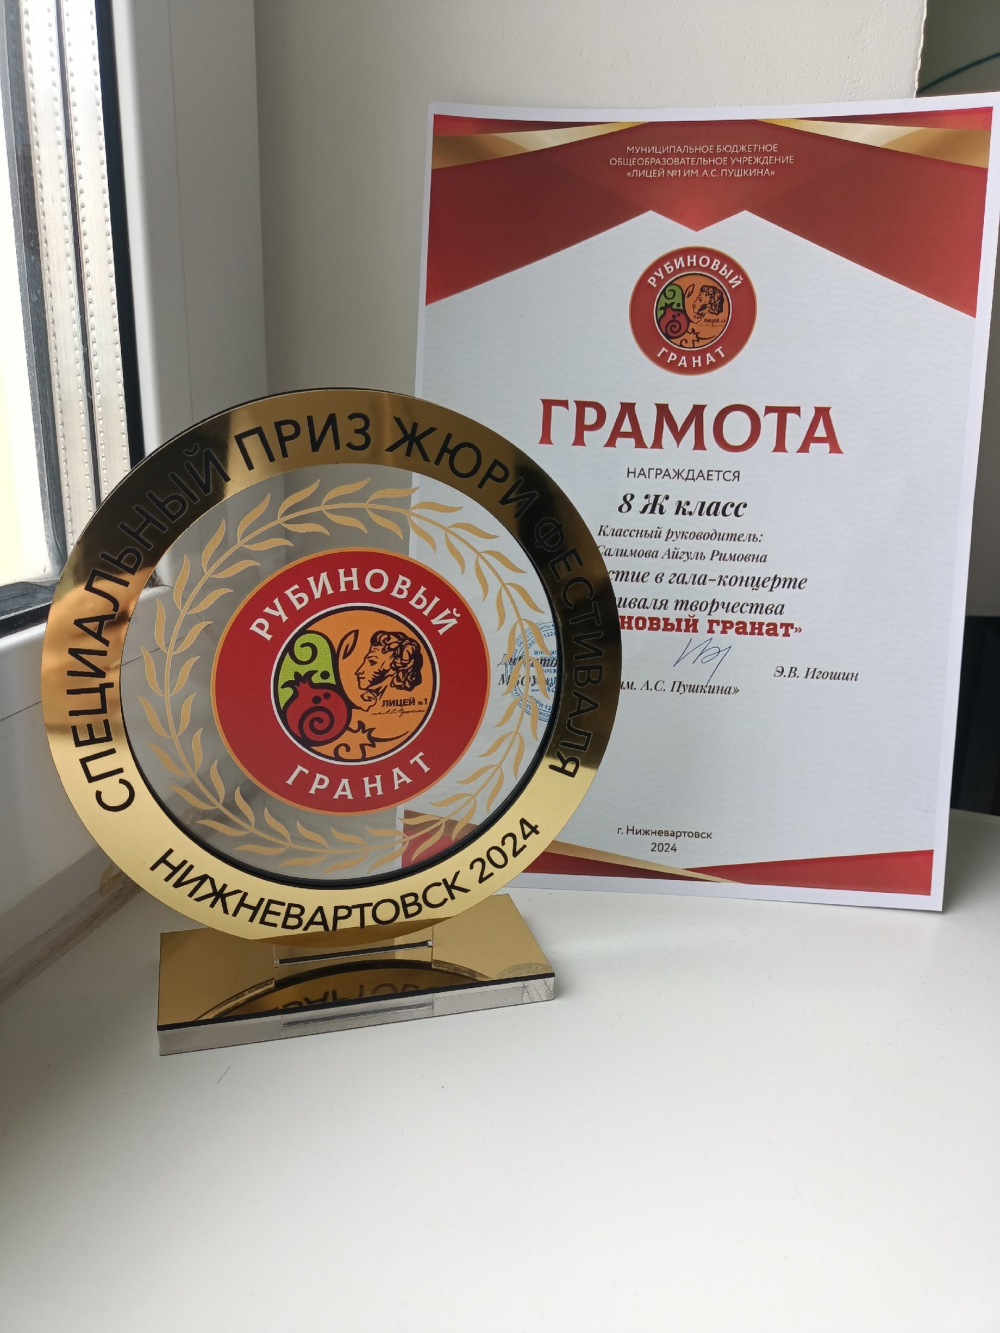 СПЕЦИАЛЬНЫЙ ПРИЗ ЖЮРИ ФЕСТИВАЛЯ
РУБИНОВЫЙ
ЛИЦЕЙ №1
ГРАНАТ
НИЖНЕВАРТОВСК 2024
МУНИЦИПАЛЬНОЕ БЮДЖЕТНОЕ
ОБЩЕОБРАЗОВАТЕЛЬНОЕ УЧРЕЖДЕНИЕ
«ЛИЦЕЙ №1 ИМ. А.С. ПУШКИНА»
РУБИНОВЫЙ
ЛИЦЕЙ №1
ГРАНАТ
ГРАМОТА
НАГРАЖДАЕТСЯ
8 Ж класс
Классный руководитель:
Салимова Айгуль Римовна
стие в гала-концерте
иваля творчества
новый гранат»
Э.В. Игошин
им. А.С. Пушкина»
г. Нижневартовск
2024